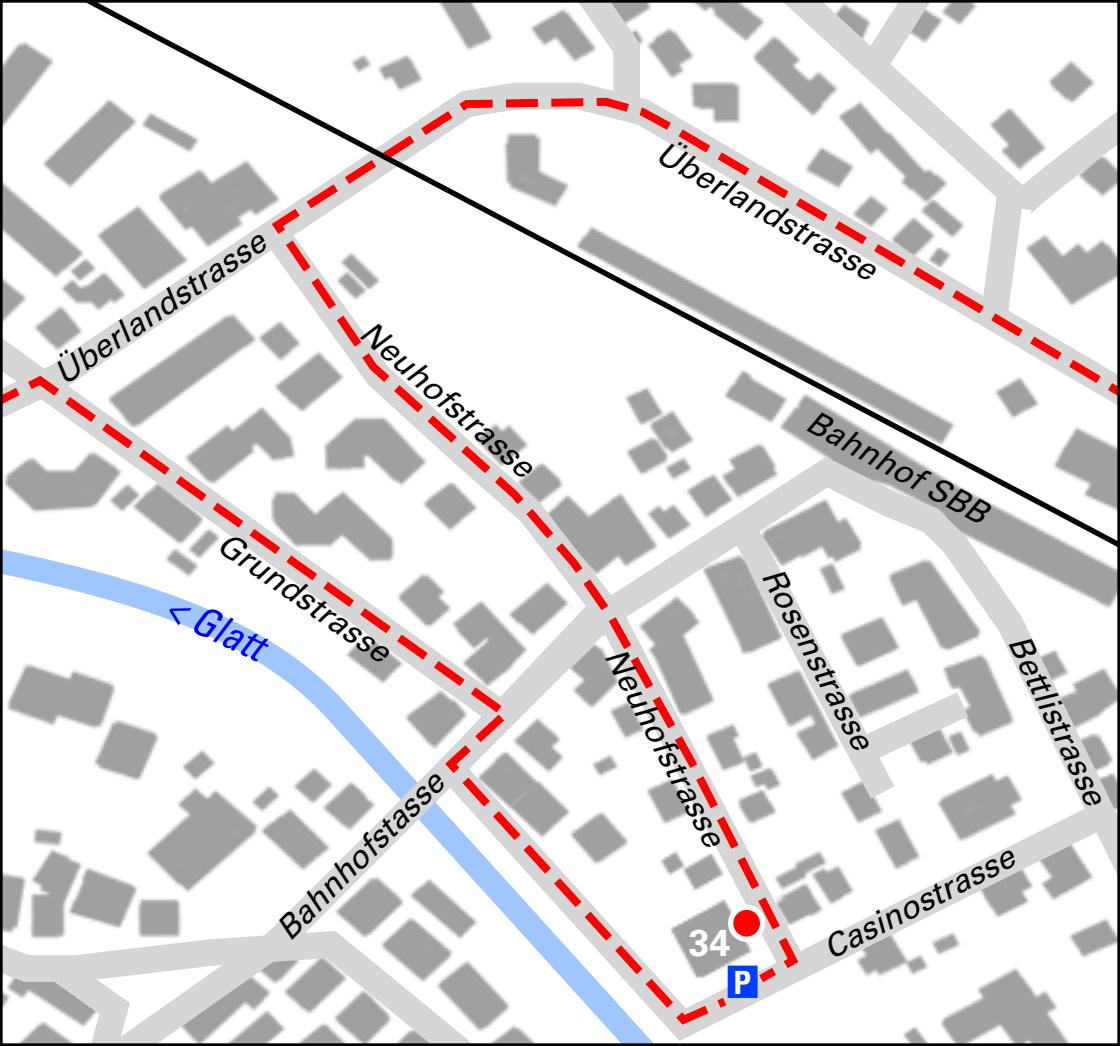 Überlandstrasse
Überlandstrasse
Neuhofstrasse
Bahnhof SBB
Grundstrasse
< Glatt
Rosenstrasse
Neuhofstrasse
Bettlistrasse
Bahnhofstasse
Casinostrasse
34
P